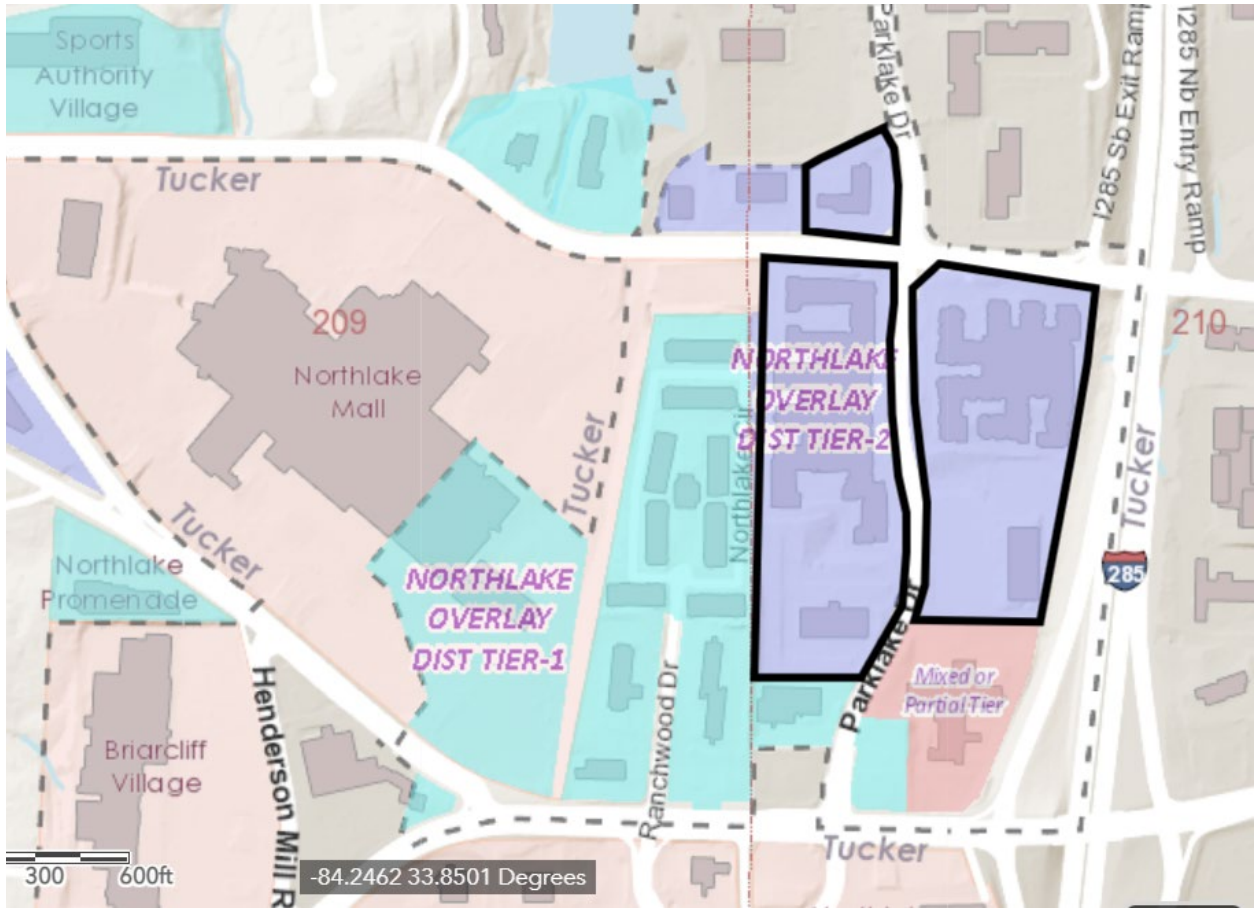 Sports
Authority
Village
Parklake Dr
I285 Sb Exit Ramp
I285 Nb Entry Ramp
Tucker
209
210
Northlake
Mall
NORTHLAKE
OVERLAY
DIST TIER-2
Northlake Cir
Tucker
Tucker
Tucker
285
Northlake
Promenade
NORTHLAKE
OVERLAY
DIST TIER-1
Parklake Dr
Mixed or
Partial Tier
Henderson Mill R
Ranchwood Dr
Briarcliff
Village
Tucker
300
600ft
-84.2462 33.8501 Degrees